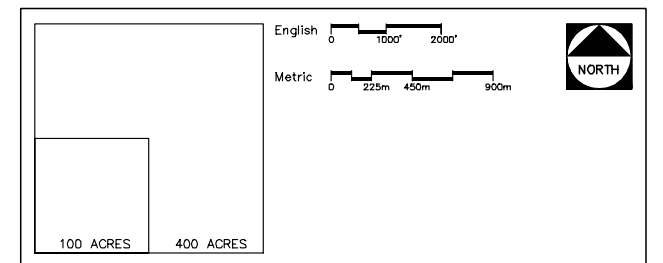 English
0 1000' 2000'
Metric
0 225m 450m 900m
NORTH
100 ACRES 400 ACRES